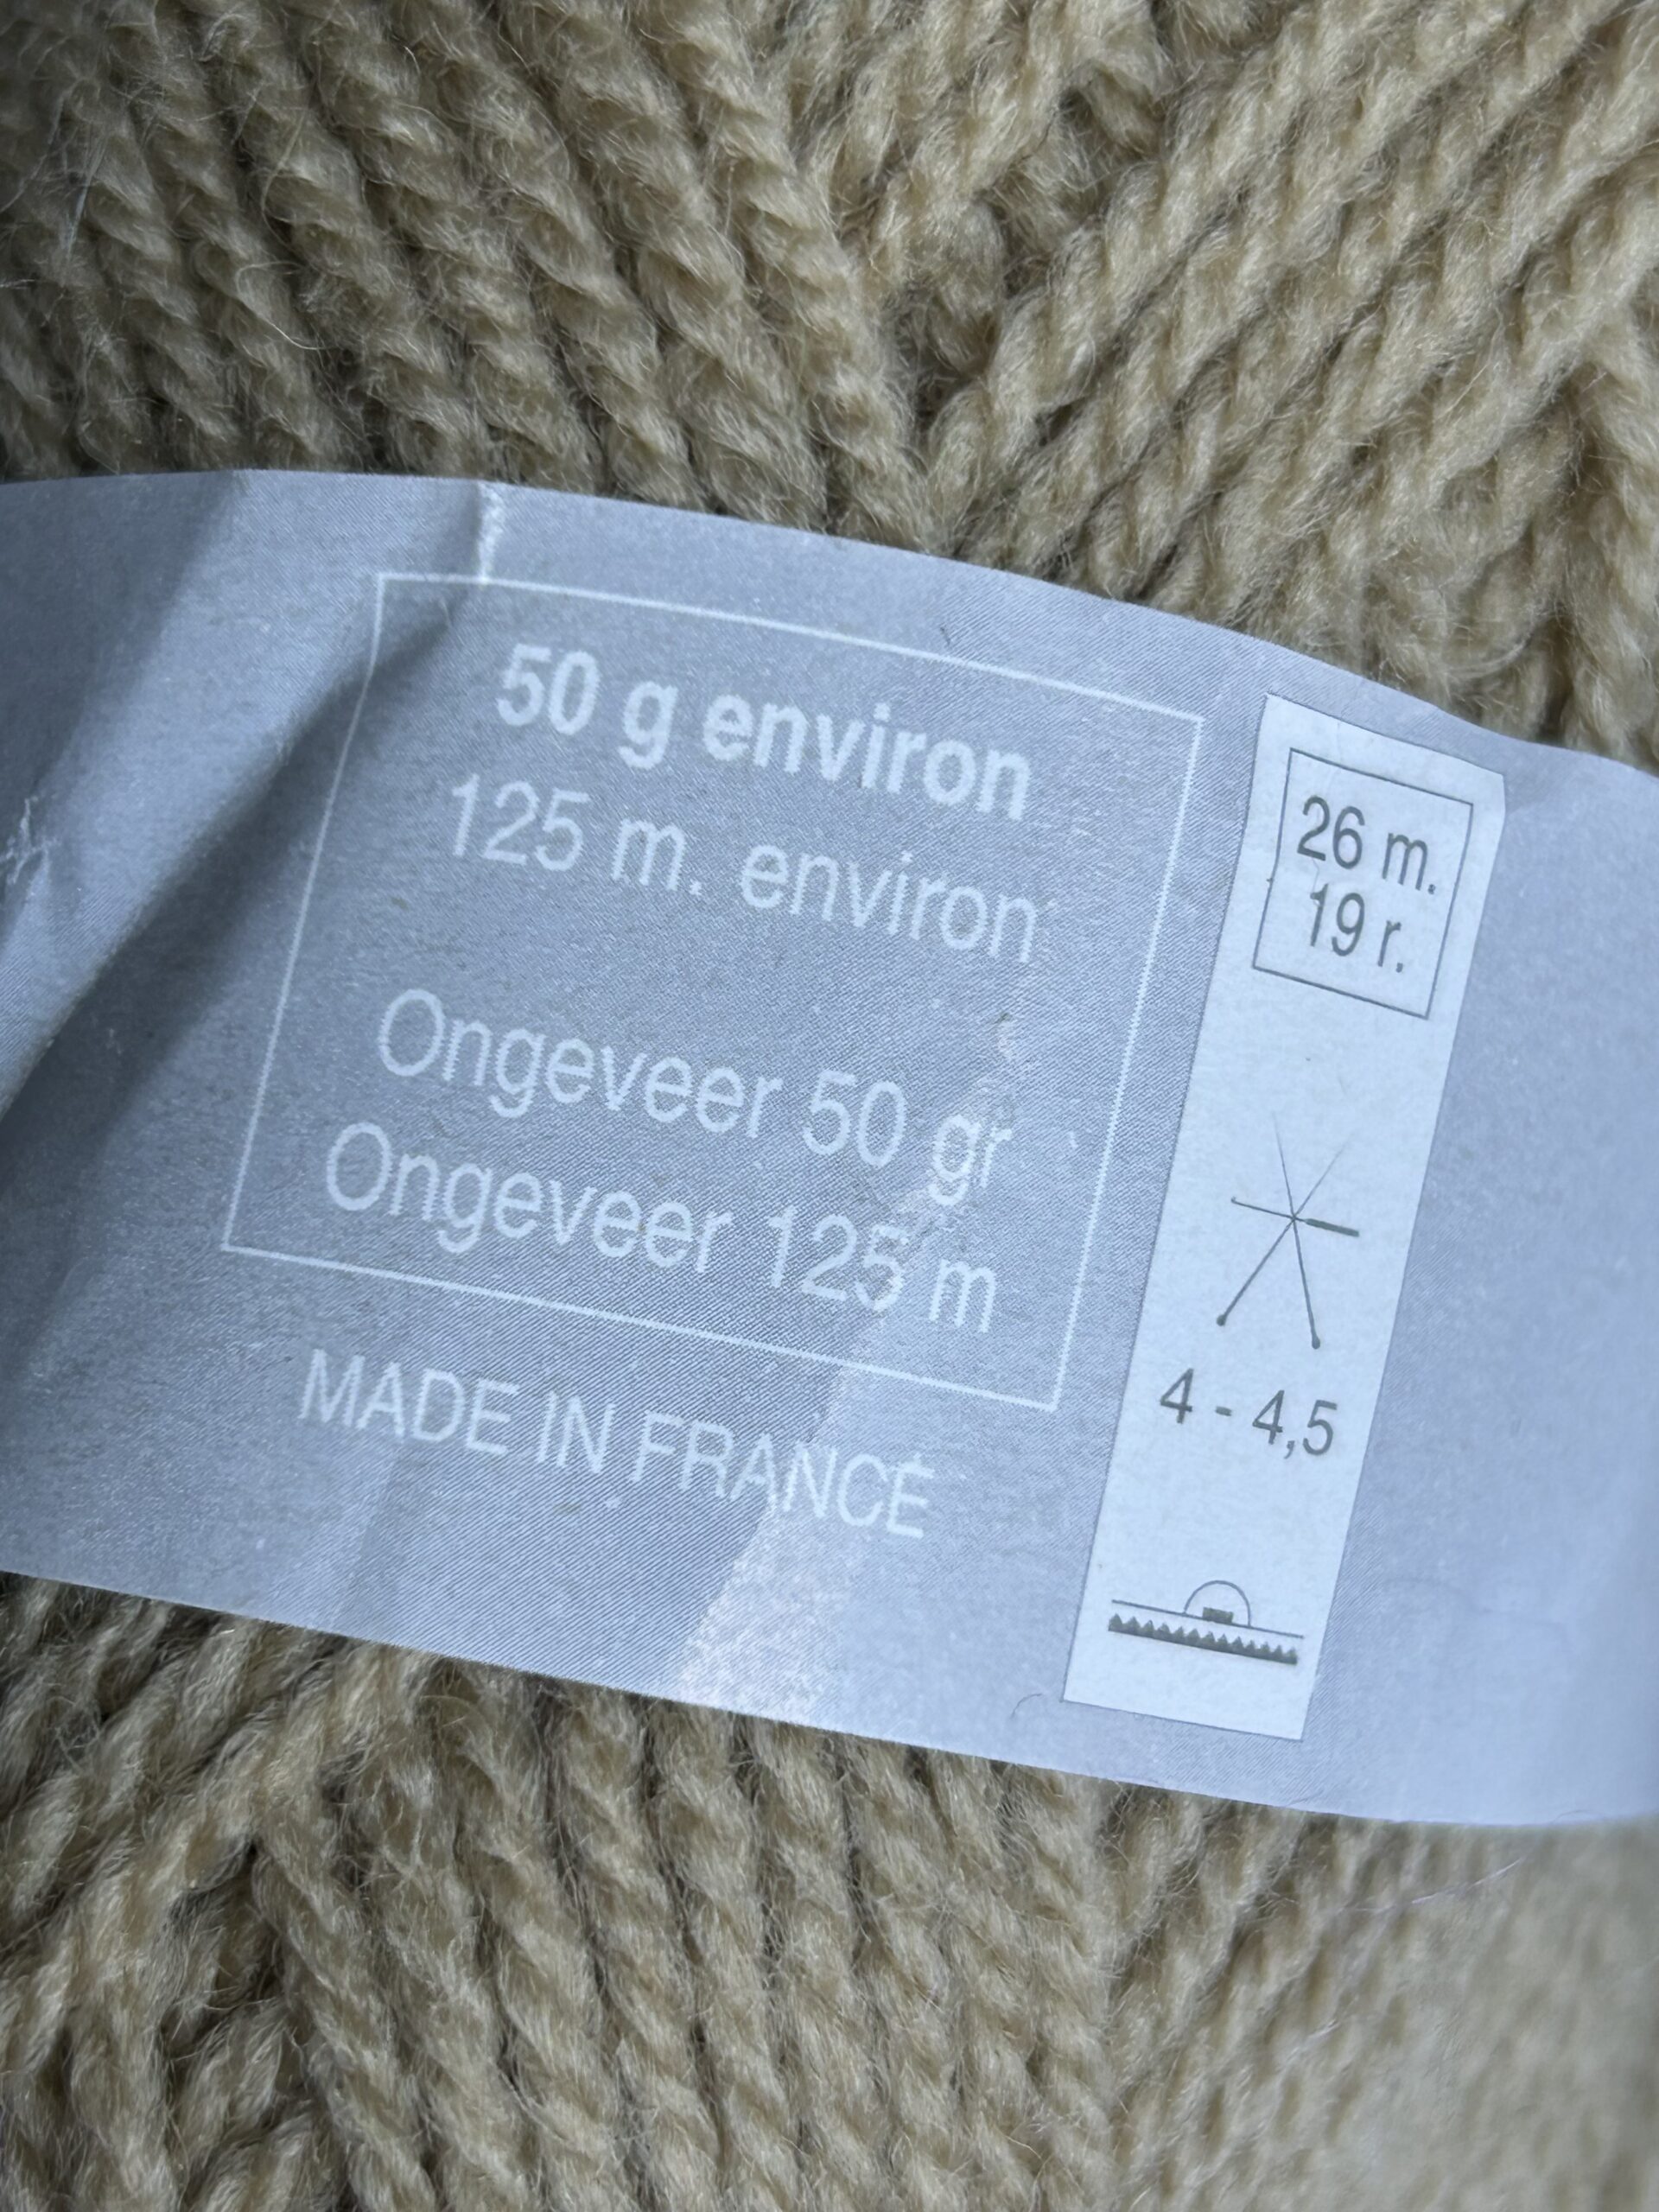 50 g environ
125 m. environ
Ongeveer 50 gr
Ongeveer 125 m
MADE IN FRANCE
26 m.
19 r.
4 - 4,5